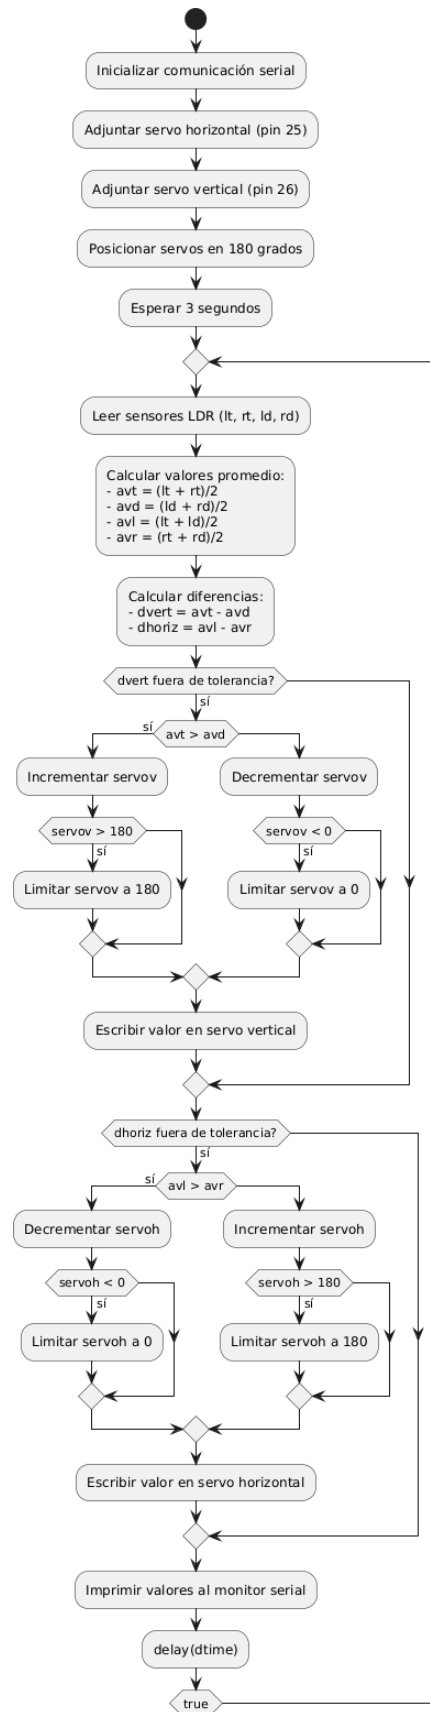 Inicializar comunicación serial
Adjuntar servo horizontal (pin 25)
Adjuntar servo vertical (pin 26)
Posicionar servos en 180 grados
Esperar 3 segundos
Leer sensores LDR (lt, rt, ld, rd)
Calcular valores promedio:
- avt = (lt + rt)/2
- avd = (ld + rd)/2
- avl = (lt + ld)/2
- avr = (rt + rd)/2
Calcular diferencias:
- dvert = avt - avd
- dhoriz = avl - avr
dvert fuera de tolerancia?
sí
sí
avt > avd
Incrementar servov
Decrementar servov
servov > 180
servov < 0
sí
sí
Limitar servov a 180
Limitar servov a 0
Escribir valor en servo vertical
dhoriz fuera de tolerancia?
sí
sí
avl > avr
Decrementar servoh
Incrementar servoh
servoh < 0
servoh > 180
sí
sí
Limitar servoh a 0
Limitar servoh a 180
Escribir valor en servo horizontal
Imprimir valores al monitor serial
delay(dtime)
true